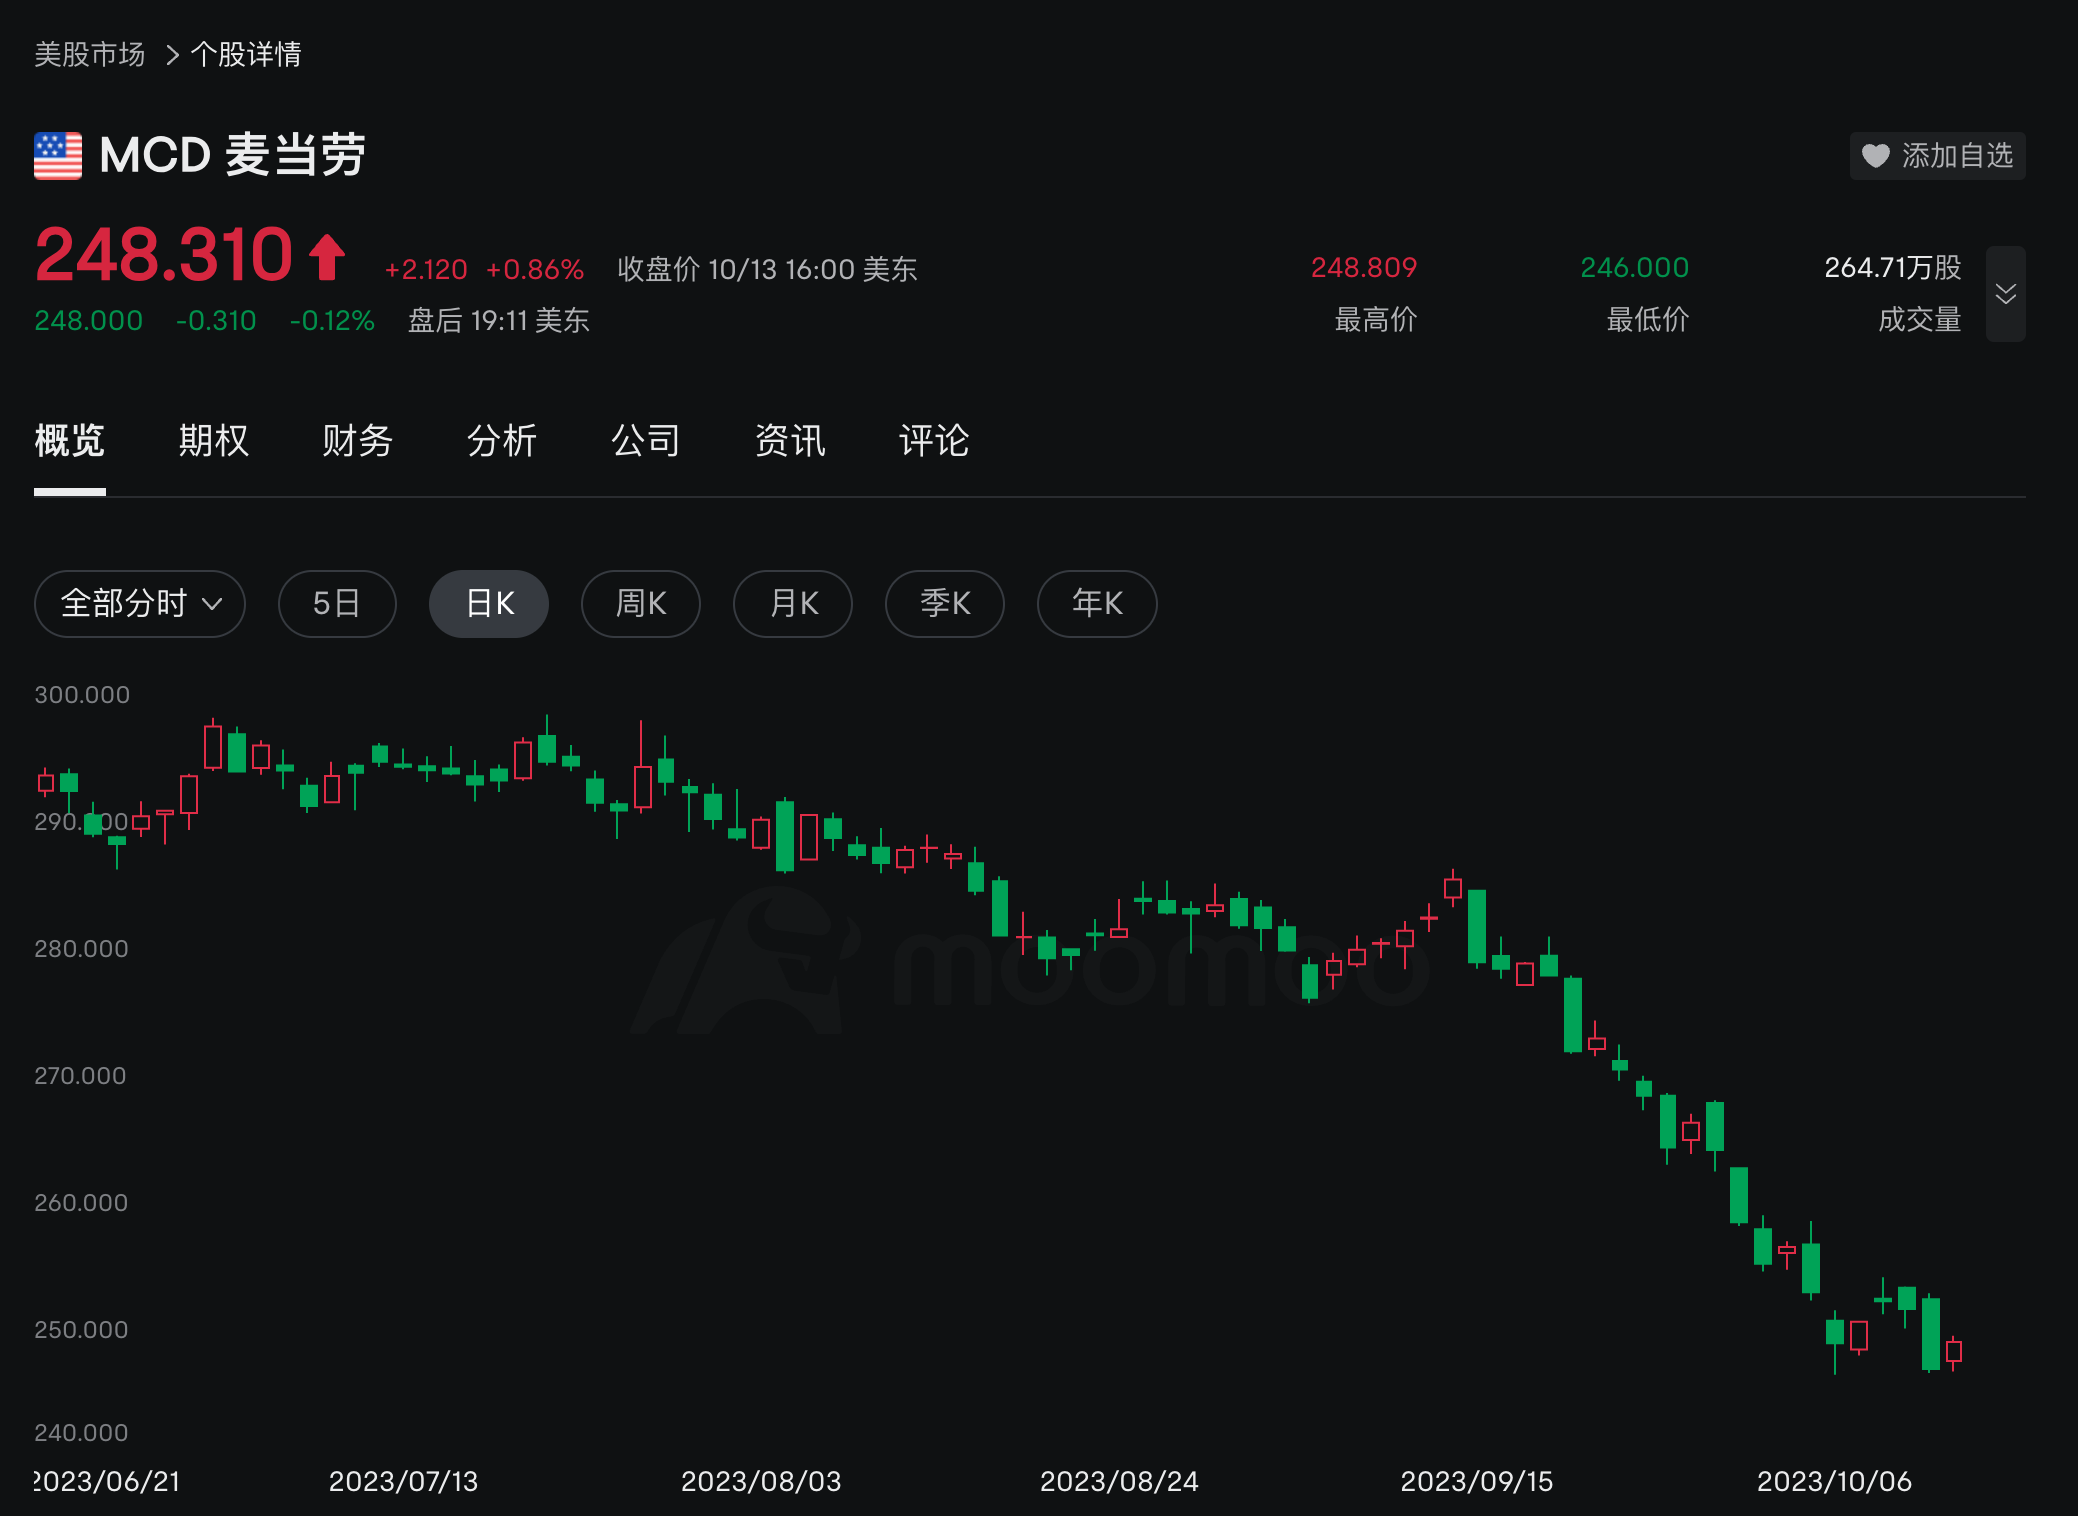 美股市场 > 个股详情
MCD 麦当劳
添加自选
248.310 +2.120 +0.86% 收盘价 10/13 16:00 美东
248.000 -0.310 -0.12% 盘后 19:11 美东
248.809 246.000 264.71万股
最高价 最低价 成交量
概览 期权 财务 分析 公司 资讯 评论
全部分时 5日 日K 周K 月K 季K 年K
300.000
290.000
280.000
270.000
260.000
250.000
240.000
moomoo
2023/06/21 2023/07/13 2023/08/03 2023/08/24 2023/09/15 2023/10/06